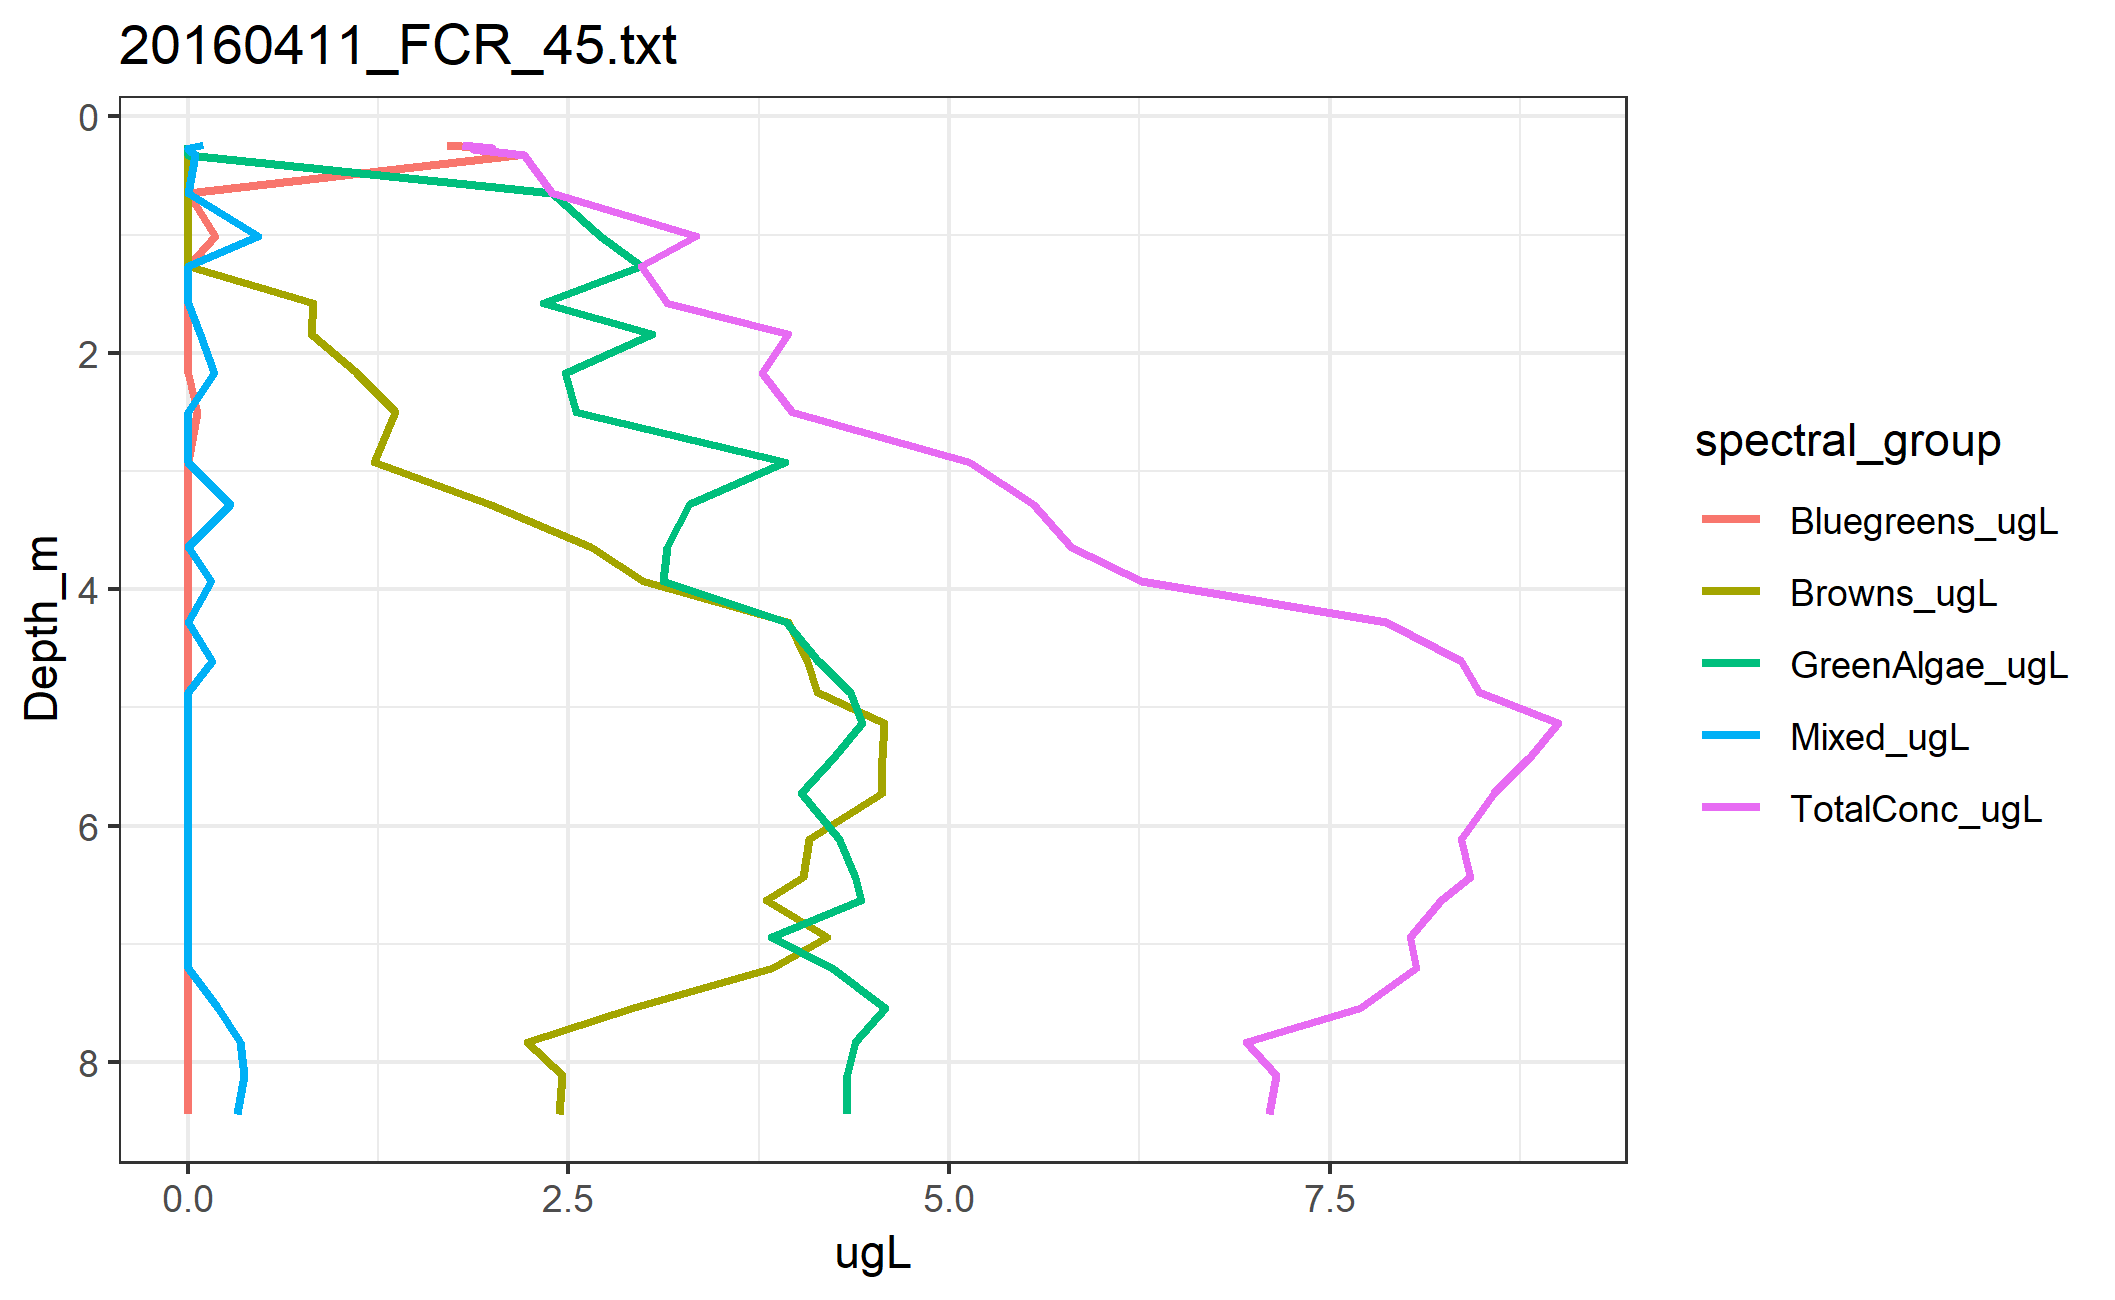 20160411_FCR_45.txt
0
2
4
6
8
Depth_m
0.0 2.5 5.0 7.5
ugL
spectral_group
Bluegreens_ugL
Browns_ugL
GreenAlgae_ugL
Mixed_ugL
TotalConc_ugL